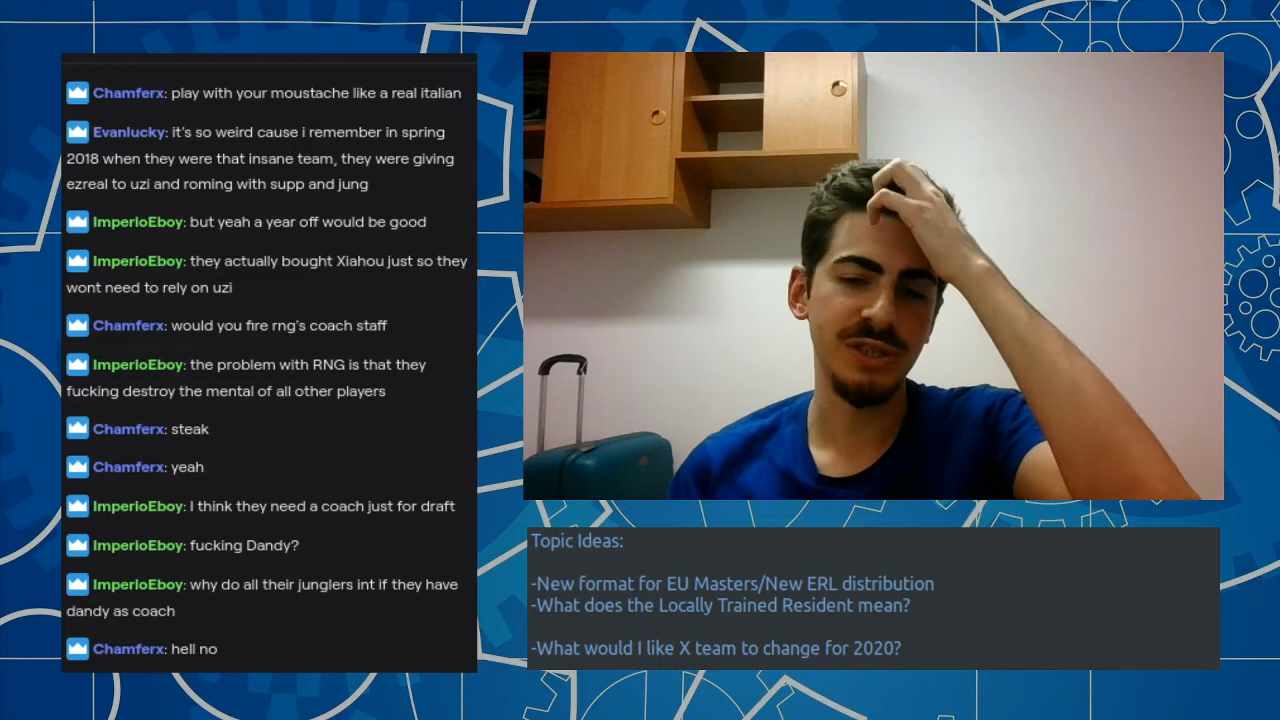 Chamferx: play with your moustache like a real italian
Evanlucky: it's so weird cause i remember in spring
2018 when they were that insane team, they were giving
ezreal to uzi and roming with supp and jung
ImperioEboy: but yeah a year off would be good
ImperioEboy: they actually bought Xiahou just so they
wont need to rely on uzi
Chamferx: would you fire rng's coach staff
ImperioEboy: the problem with RNG is that they
fucking destroy the mental of all other players
Chamferx: steak
Chamferx: yeah
ImperioEboy: I think they need a coach just for draft
ImperioEboy: fucking Dandy?
ImperioEboy: why do all their junglers int if they have
dandy as coach
Chamferx: hell no
Topic Ideas:
-New format for EU Masters/New ERL distribution
-What does the Locally Trained Resident mean?
-What would I like X team to change for 2020?